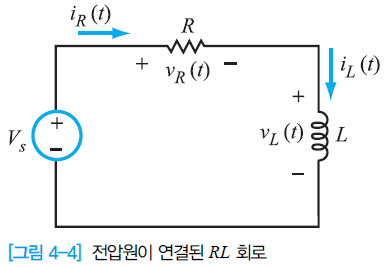 i_R (t)
R
+ v_R (t) −
i_L (t)
V_s + −
+ v_L (t) − L
[그림 4-4] 전압원이 연결된 RL 회로